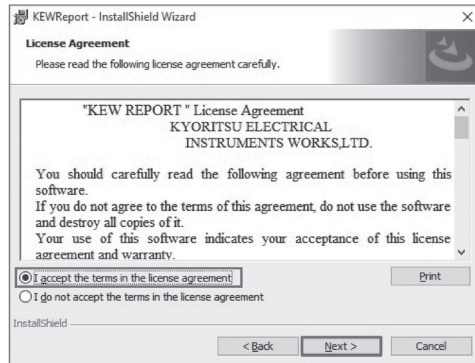 KEWReport - InstallShield Wizard
License Agreement
Please read the following license agreement carefully.
"KEW REPORT " License Agreement
KYORITSU ELECTRICAL
INSTRUMENTS WORKS,LTD.
You should carefully read the following agreement before using this
software.
If you do not agree to the terms of this agreement, do not use the software
and destroy all copies of it.
Your use of this software indicates your acceptance of this license
agreement and warranty.
I accept the terms in the license agreement
Print
I do not accept the terms in the license agreement
InstallShield
< Back
Next >
Cancel